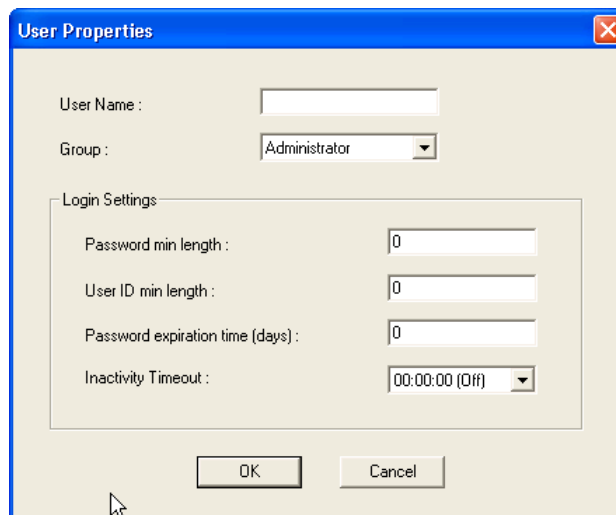 User Properties
User Name :
Group : Administrator
Login Settings
Password min length : 0
User ID min length : 0
Password expiration time (days) : 0
Inactivity Timeout : 00:00:00 (Off)
OK Cancel